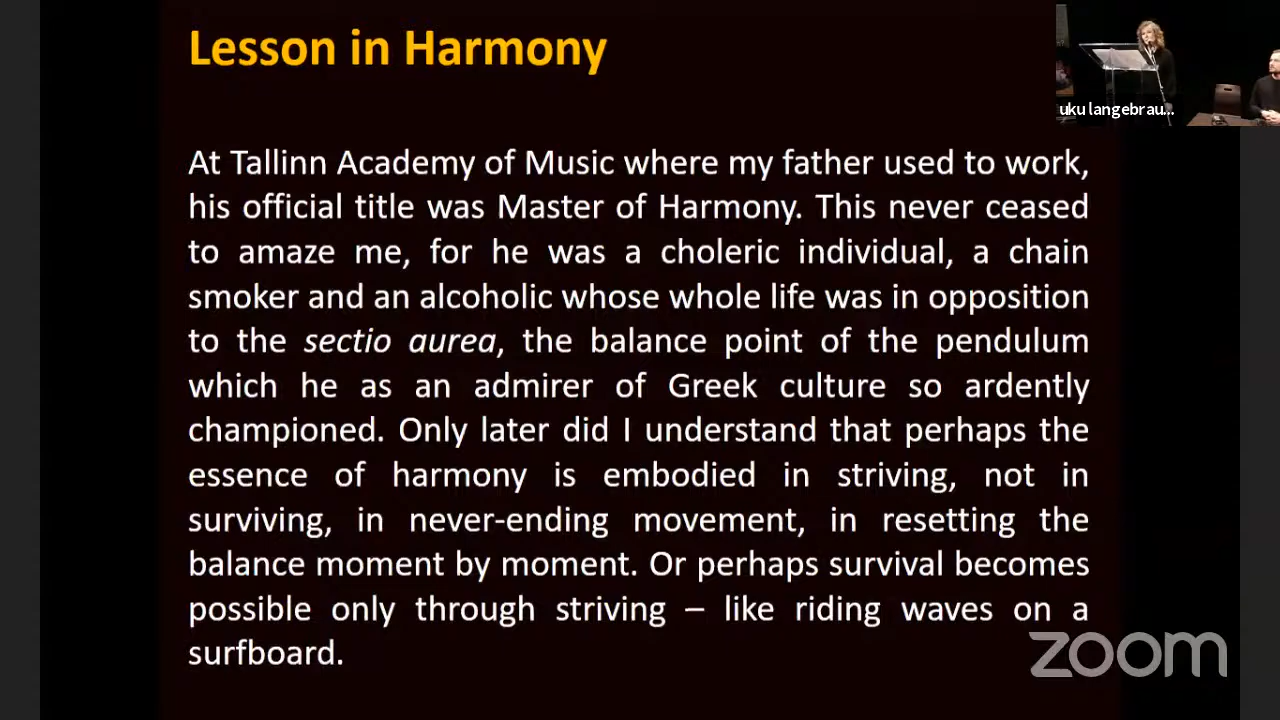 Lesson in Harmony
uku langebrau...
At Tallinn Academy of Music where my father used to work,
his official title was Master of Harmony. This never ceased
to amaze me, for he was a choleric individual, a chain
smoker and an alcoholic whose whole life was in opposition
to the sectio aurea, the balance point of the pendulum
which he as an admirer of Greek culture so ardently
championed. Only later did I understand that perhaps the
essence of harmony is embodied in striving, not in
surviving, in never-ending movement, in resetting the
balance moment by moment. Or perhaps survival becomes
possible only through striving – like riding waves on a
surfboard.
zoom